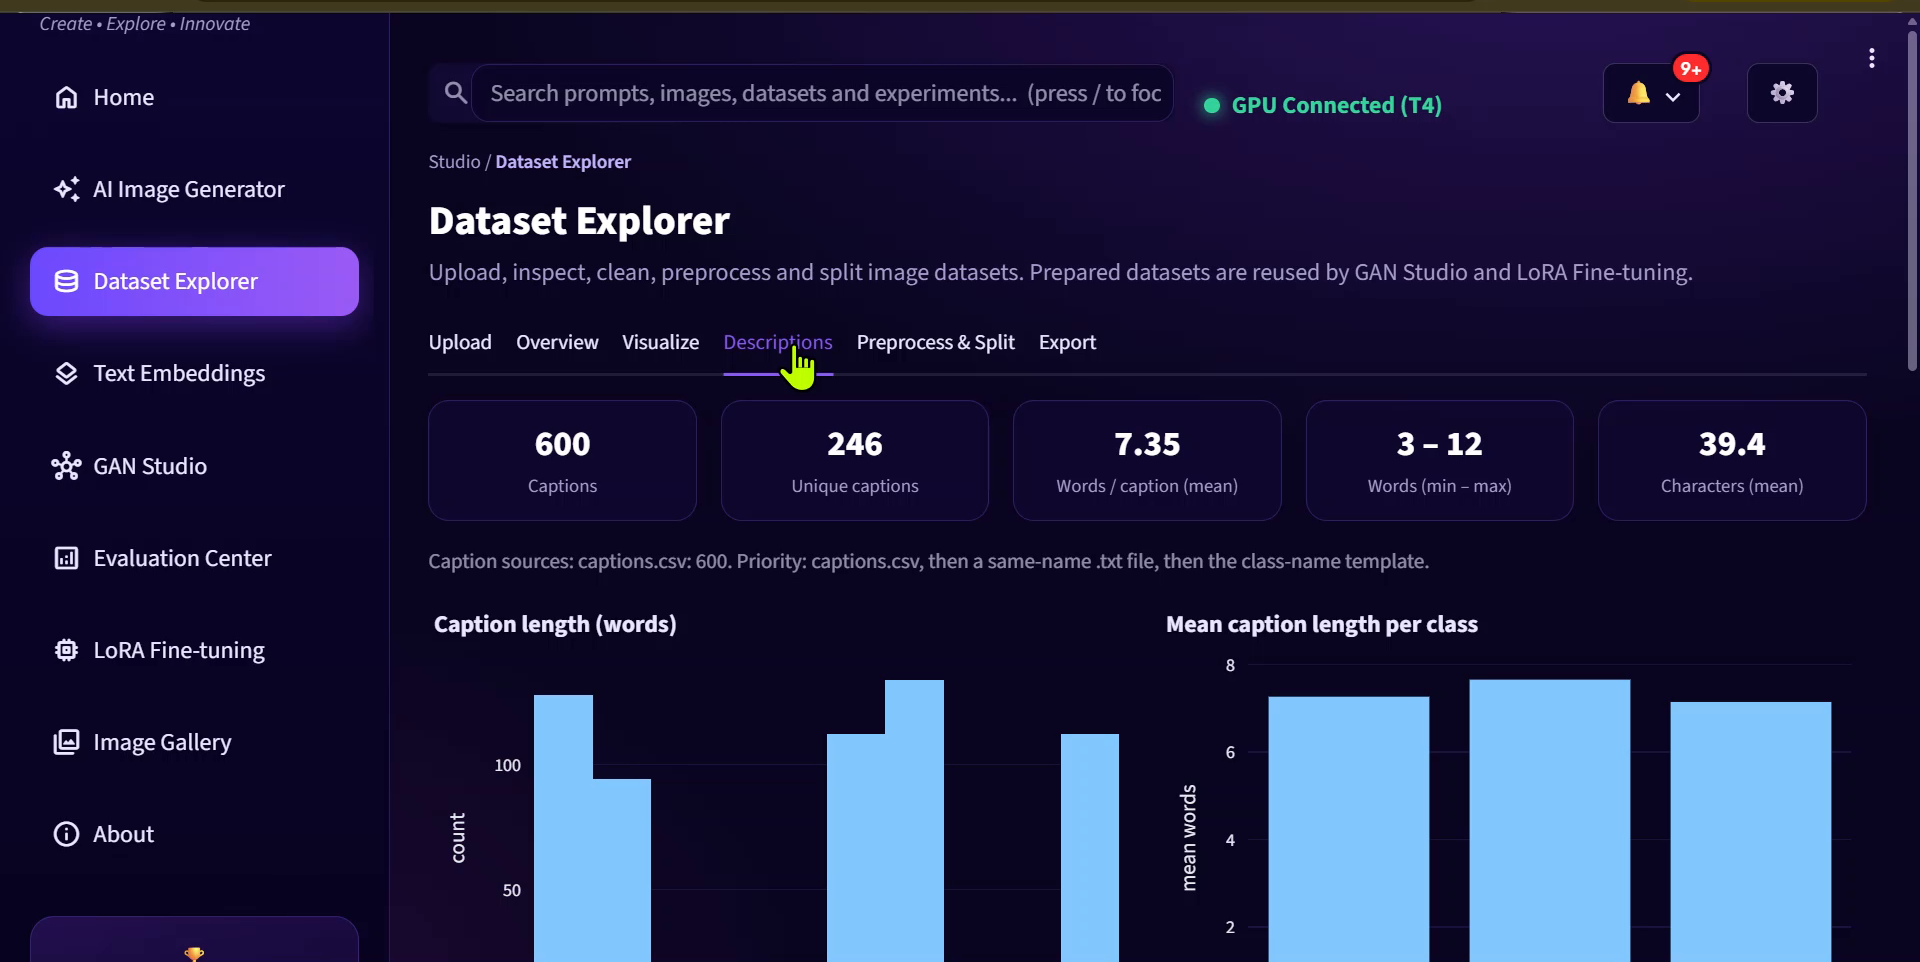 Create • Explore • Innovate
Home
AI Image Generator
Dataset Explorer
Text Embeddings
GAN Studio
Evaluation Center
LoRA Fine-tuning
Image Gallery
About
Search prompts, images, datasets and experiments... (press / to foc
GPU Connected (T4)
9+
Studio / Dataset Explorer
Dataset Explorer
Upload, inspect, clean, preprocess and split image datasets. Prepared datasets are reused by GAN Studio and LoRA Fine-tuning.
Upload Overview Visualize Descriptions Preprocess & Split Export
600
Captions
246
Unique captions
7.35
Words / caption (mean)
3 – 12
Words (min – max)
39.4
Characters (mean)
Caption sources: captions.csv: 600. Priority: captions.csv, then a same-name .txt file, then the class-name template.
Caption length (words)
100
50
count
Mean caption length per class
8
6
4
2
mean words